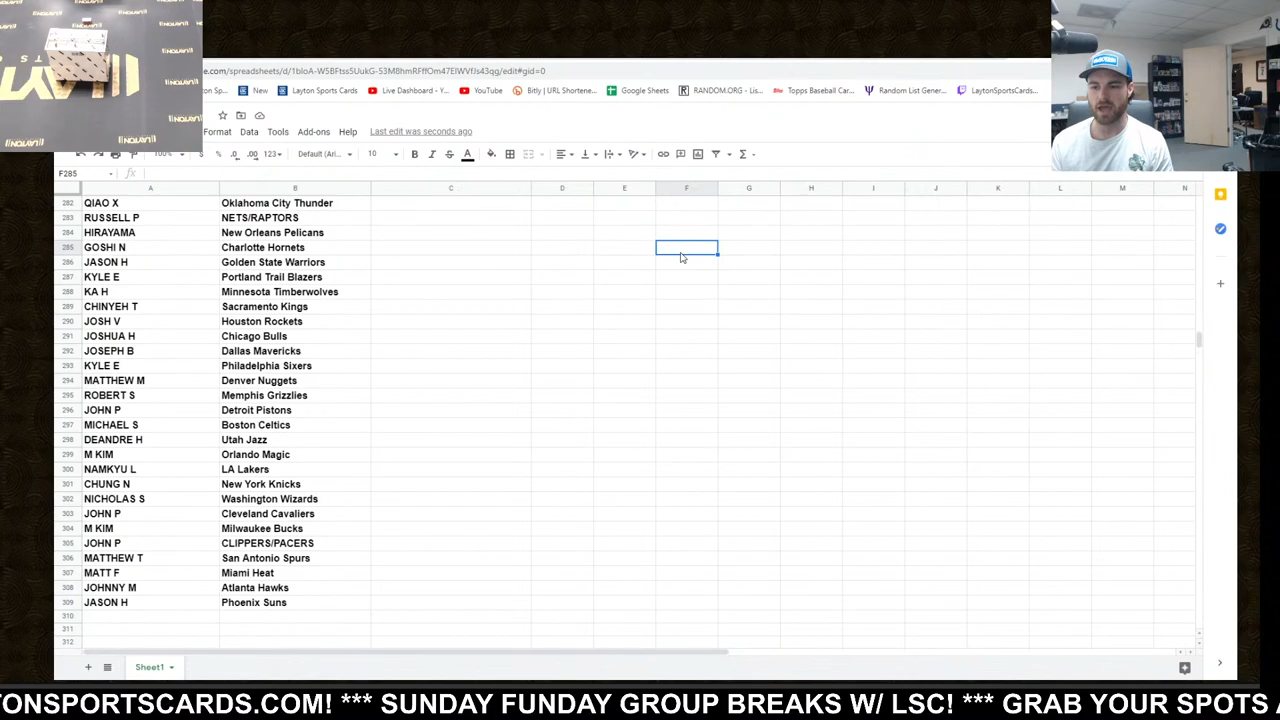 e.com/spreadsheets/d/1bloA-W5BFtss5UukG-53M8hmRFffOm47EIWVfJs43qg/edit#gid=0
New Layton Sports Cards Live Dashboard - Y... YouTube Bitly | URL Shortene... Google Sheets RANDOM.ORG - Lis... Topps Baseball Car... Random List Gener... LaytonSportsCards...
Format Data Tools Add-ons Help Last edit was seconds ago
100% % .0 .00 123 Default (Ari... 10 B I S A
F285 fx
A B C D E F G H I J K L M N
282 QIAO X Oklahoma City Thunder
283 RUSSELL P NETS/RAPTORS
284 HIRAYAMA New Orleans Pelicans
285 GOSHI N Charlotte Hornets
286 JASON H Golden State Warriors
287 KYLE E Portland Trail Blazers
288 KA H Minnesota Timberwolves
289 CHINYEH T Sacramento Kings
290 JOSH V Houston Rockets
291 JOSHUA H Chicago Bulls
292 JOSEPH B Dallas Mavericks
293 KYLE E Philadelphia Sixers
294 MATTHEW M Denver Nuggets
295 ROBERT S Memphis Grizzlies
296 JOHN P Detroit Pistons
297 MICHAEL S Boston Celtics
298 DEANDRE H Utah Jazz
299 M KIM Orlando Magic
300 NAMKYU L LA Lakers
301 CHUNG N New York Knicks
302 NICHOLAS S Washington Wizards
303 JOHN P Cleveland Cavaliers
304 M KIM Milwaukee Bucks
305 JOHN P CLIPPERS/PACERS
306 MATTHEW T San Antonio Spurs
307 MATT F Miami Heat
308 JOHNNY M Atlanta Hawks
309 JASON H Phoenix Suns
310
311
312
Sheet1
TONSPORTSCARDS.COM! *** SUNDAY FUNDAY GROUP BREAKS W/ LSC! *** GRAB YOUR SPOTS A